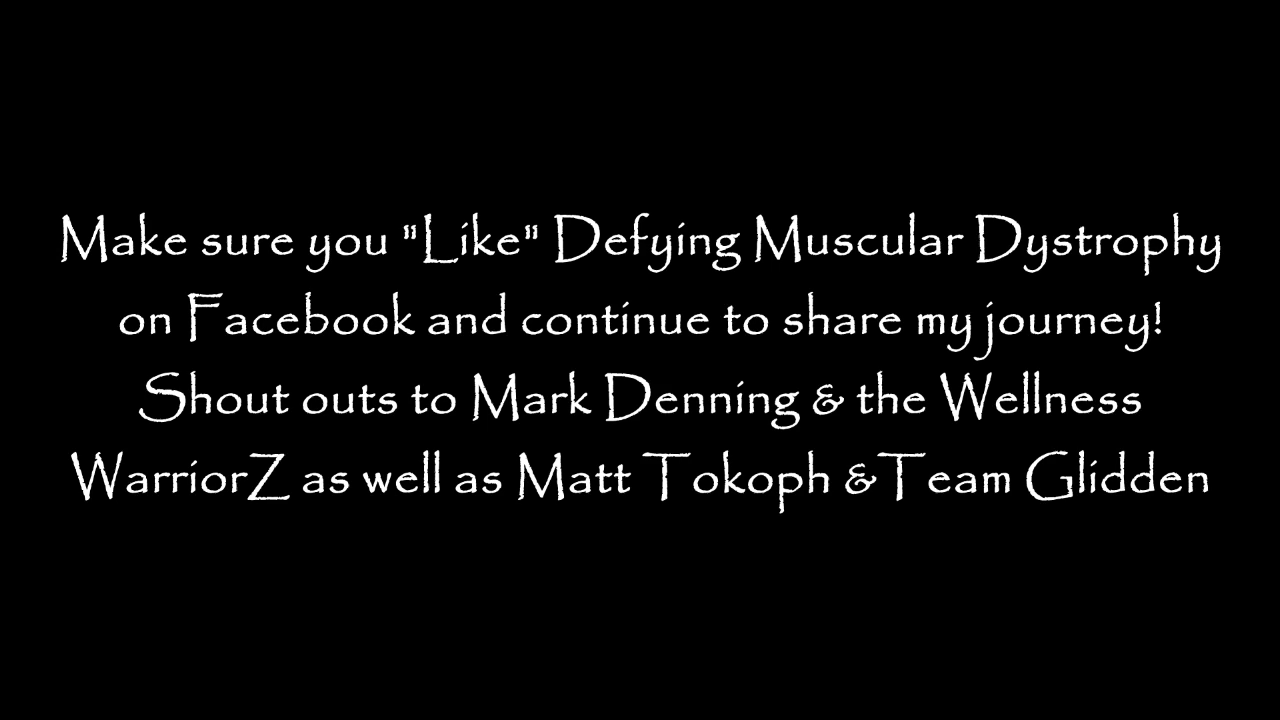 Make sure you "Like" Defying Muscular Dystrophy
on Facebook and continue to share my journey!
Shout outs to Mark Denning & the Wellness
WarriorZ as well as Matt Tokoph &Team Glidden